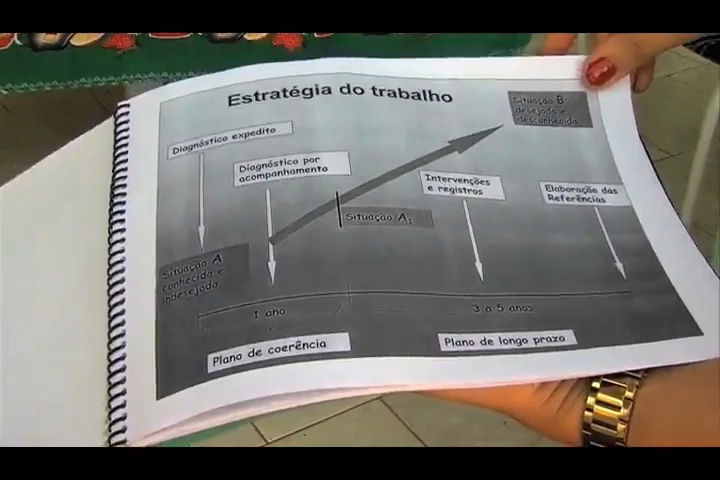 Estratégia do trabalho
Situação B
desejada e
desconhecida
Diagnóstico expedito
Diagnóstico por
acompanhamento
Intervenções
e registros
Elaboração das
Referências
Situação A₁
Situação A
conhecida e
indesejada
1 ano
3 a 5 anos
Plano de coerência
Plano de longo prazo